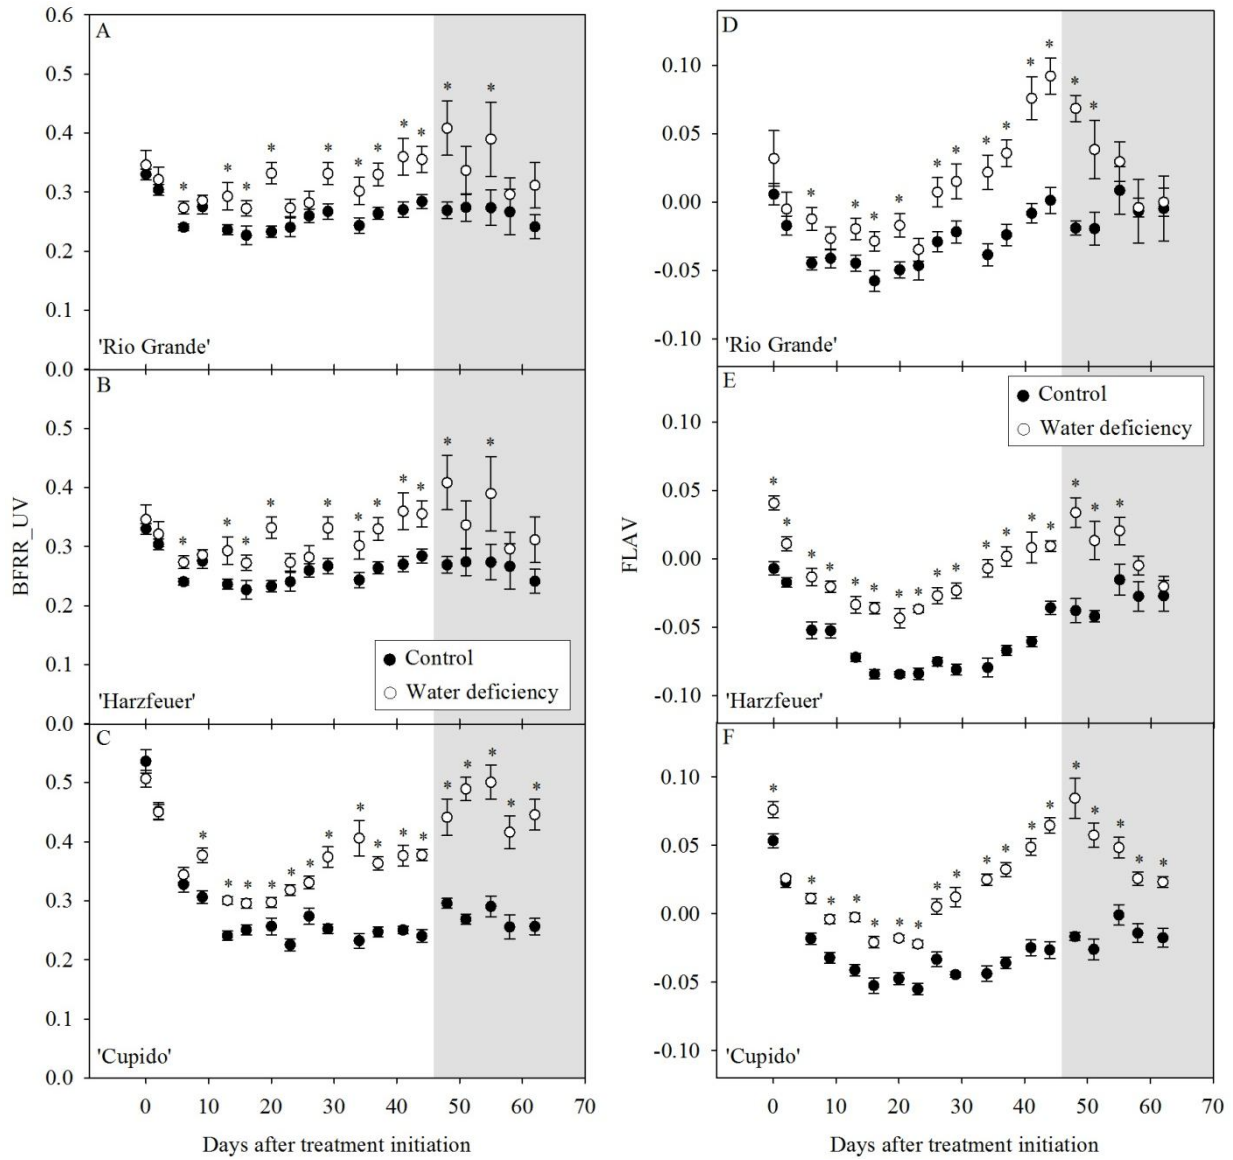 A
0.6
0.5
0.4
0.3
0.2
0.1
0.0
'Rio Grande'
* * * * * * * * * * *
B
0.5
0.4
0.3
0.2
0.1
0.0
BFRR_UV
* * * * * * * * * * *
Control
Water deficiency
'Harzfeuer'
C
0.5
0.4
0.3
0.2
0.1
0.0
* * * * * * * * * * * * * * * *
'Cupido'
0 10 20 30 40 50 60 70
Days after treatment initiation
D
0.10
0.05
0.00
-0.05
-0.10
* * * * * * * * * * * *
'Rio Grande'
E
0.10
0.05
0.00
-0.05
-0.10
FLAV
Control
Water deficiency
* * * * * * * * * * * * * * * * *
'Harzfeuer'
F
0.10
0.05
0.00
-0.05
-0.10
* * * * * * * * * * * * * * * * * *
'Cupido'
0 10 20 30 40 50 60 70
Days after treatment initiation